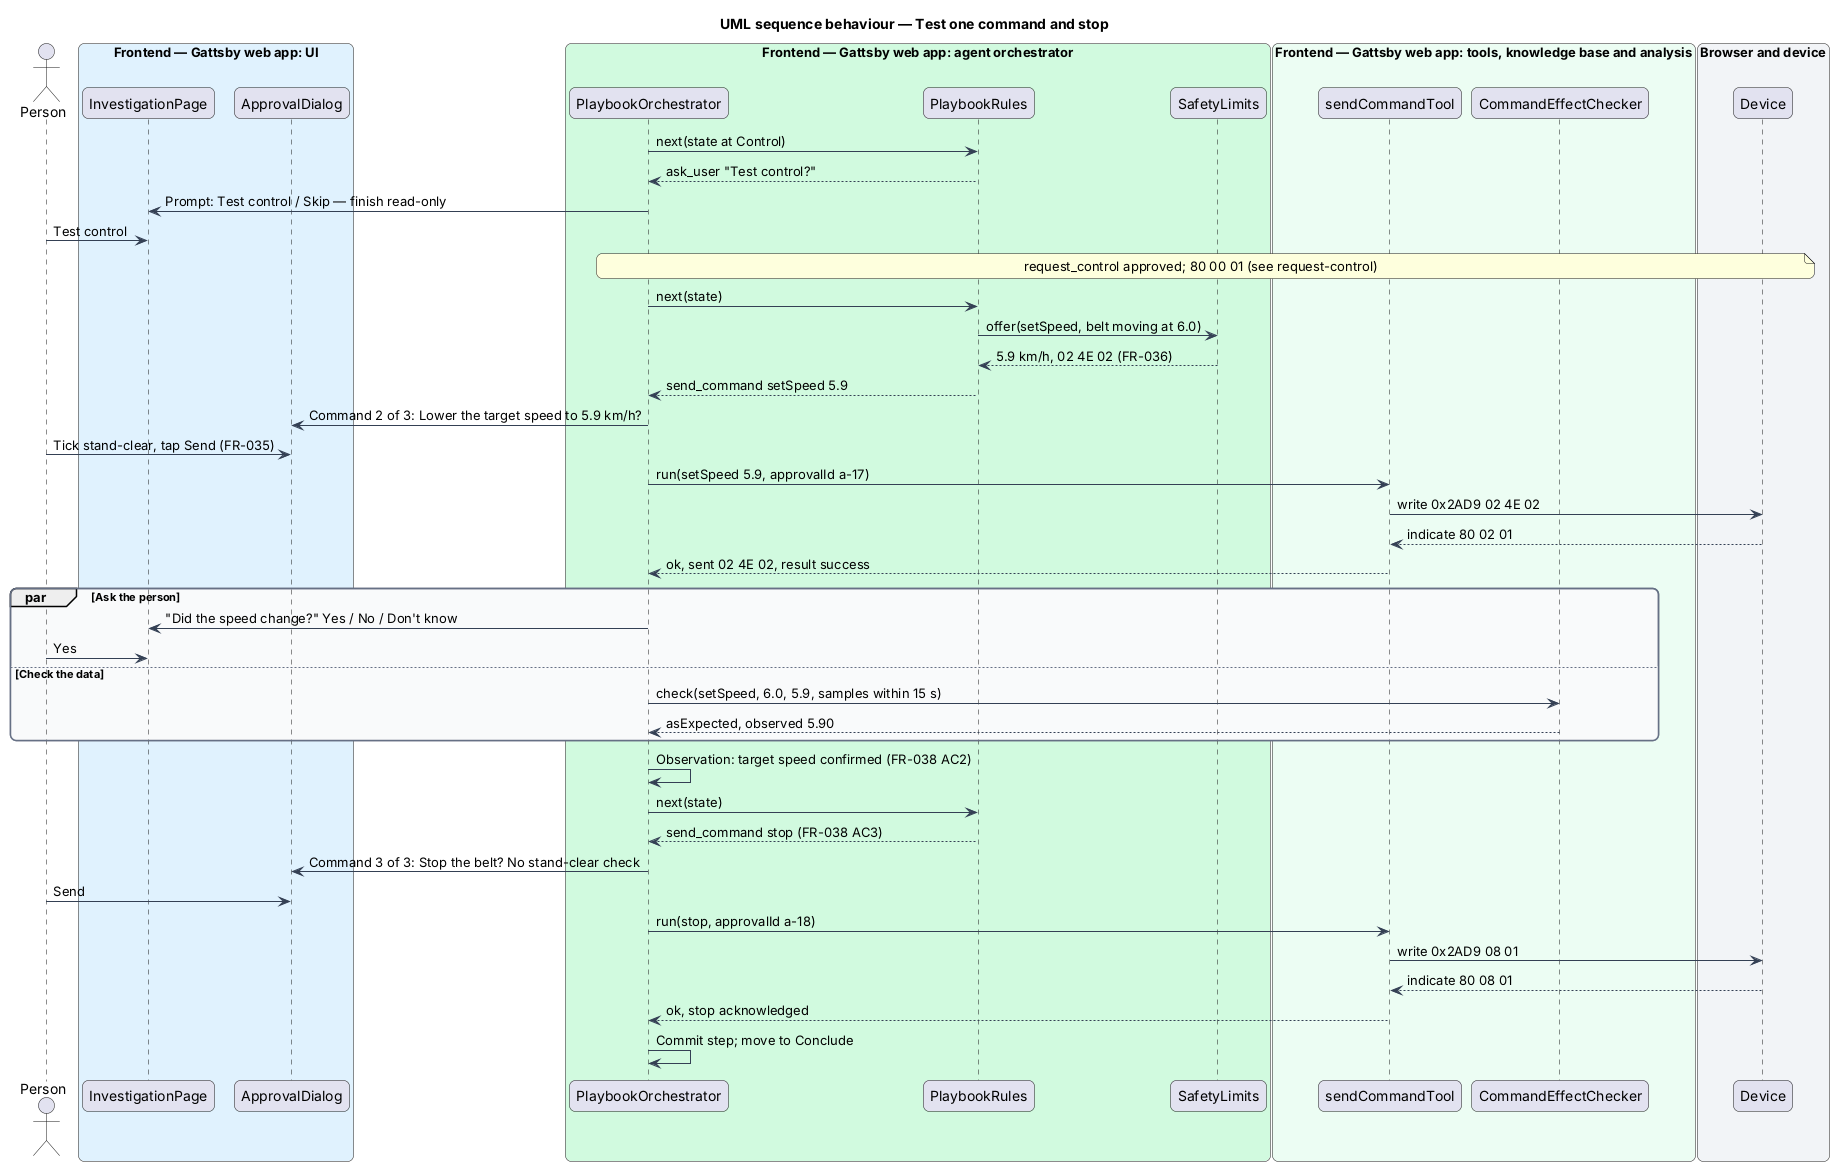 UML sequence behaviour — Test one command and stop
Frontend — Gattsby web app: UI
Frontend — Gattsby web app: agent orchestrator
Frontend — Gattsby web app: tools, knowledge base and analysis
Browser and device
Person
InvestigationPage
ApprovalDialog
PlaybookOrchestrator
PlaybookRules
SafetyLimits
sendCommandTool
CommandEffectChecker
Device
next(state at Control)
ask_user "Test control?"
Prompt: Test control / Skip — finish read-only
Test control
request_control approved; 80 00 01 (see request-control)
next(state)
offer(setSpeed, belt moving at 6.0)
5.9 km/h, 02 4E 02 (FR-036)
send_command setSpeed 5.9
Command 2 of 3: Lower the target speed to 5.9 km/h?
Tick stand-clear, tap Send (FR-035)
run(setSpeed 5.9, approvalId a-17)
write 0x2AD9 02 4E 02
indicate 80 02 01
ok, sent 02 4E 02, result success
par [Ask the person]
"Did the speed change?" Yes / No / Don't know
Yes
[Check the data]
check(setSpeed, 6.0, 5.9, samples within 15 s)
asExpected, observed 5.90
Observation: target speed confirmed (FR-038 AC2)
next(state)
send_command stop (FR-038 AC3)
Command 3 of 3: Stop the belt? No stand-clear check
Send
run(stop, approvalId a-18)
write 0x2AD9 08 01
indicate 80 08 01
ok, stop acknowledged
Commit step; move to Conclude
Person
InvestigationPage
ApprovalDialog
PlaybookOrchestrator
PlaybookRules
SafetyLimits
sendCommandTool
CommandEffectChecker
Device